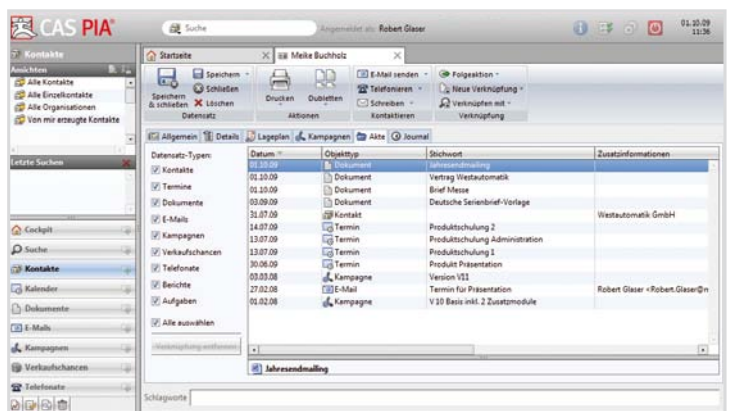 CAS PIA
Suche
Angemeldet als: Robert Glaser
01.10.09
11:36
Kontakte
Startseite
Meike Buchholz
Ansichten
Alle Kontakte
Alle Einzelkontakte
Alle Organisationen
Von mir erzeugte Kontakte
Speichern & schließen
Speichern
Schließen
Löschen
Datensatz
Drucken
Dubletten
Aktionen
E-Mail senden
Telefonieren
Schreiben
Kontaktieren
Folgeaktion
Neue Verknüpfung
Verknüpfen mit
Verknüpfung
Allgemein Details Lageplan Kampagnen Akte Journal
Letzte Suchen
Cockpit
Suche
Kontakte
Kalender
Dokumente
E-Mails
Kampagnen
Verkaufschancen
Telefonate
Datensatz-Typen:
Kontakte
Termine
Dokumente
E-Mails
Kampagnen
Verkaufschancen
Telefonate
Berichte
Aufgaben
Alle auswählen
Verknüpfung entfernen
Datum Objekttyp Stichwort Zusatzinformationen
01.10.09 Dokument Jahresendmailing
01.10.09 Dokument Vertrag Westautomatik
01.10.09 Dokument Brief Messe
03.09.09 Dokument Deutsche Serienbrief-Vorlage
31.07.09 Kontakt Westautomatik GmbH
14.07.09 Termin Produktschulung 2
13.07.09 Termin Produktschulung Administration
13.07.09 Termin Produktschulung 1
30.06.09 Termin Produkt Präsentation
03.03.08 Kampagne Version V11
27.02.08 E-Mail Termin für Präsentation Robert Glaser <Robert.Glaser@
01.02.08 Kampagne V 10 Basis inkl. 2 Zusatzmodule
Jahresendmailing
Schlagworte